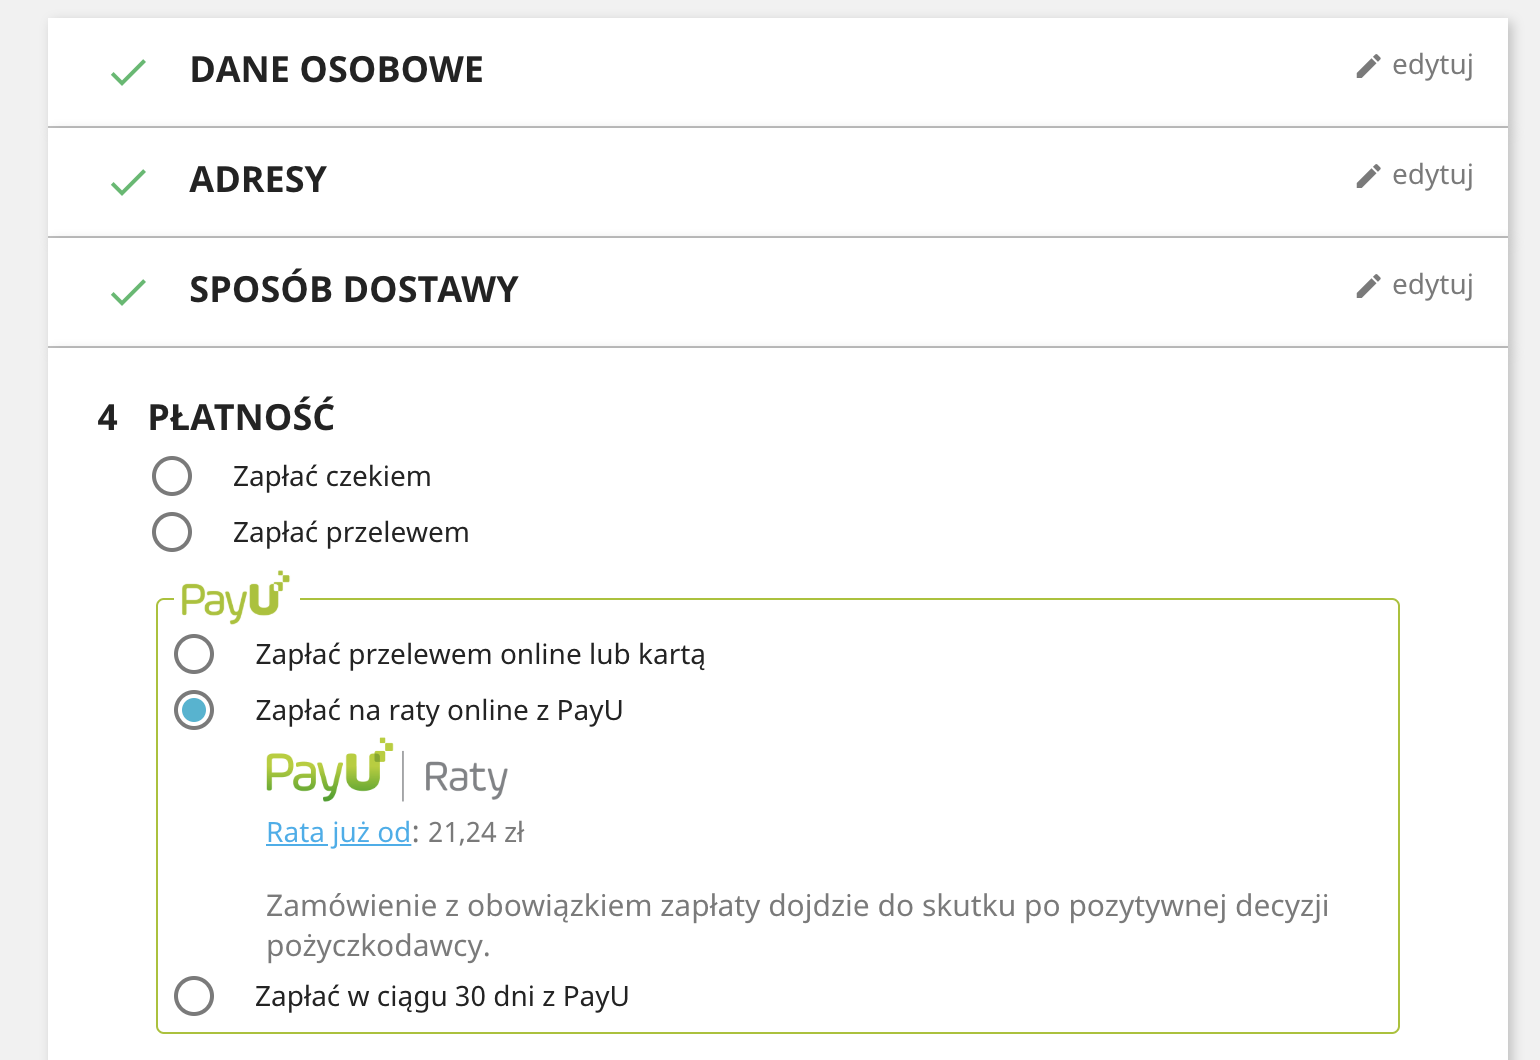 DANE OSOBOWE
edytuj
ADRESY
edytuj
SPOSÓB DOSTAWY
edytuj
4 PŁATNOŚĆ
Zapłać czekiem
Zapłać przelewem
PayU
Zapłać przelewem online lub kartą
Zapłać na raty online z PayU
PayU | Raty
Rata już od: 21,24 zł
Zamówienie z obowiązkiem zapłaty dojdzie do skutku po pozytywnej decyzji
pożyczkodawcy.
Zapłać w ciągu 30 dni z PayU